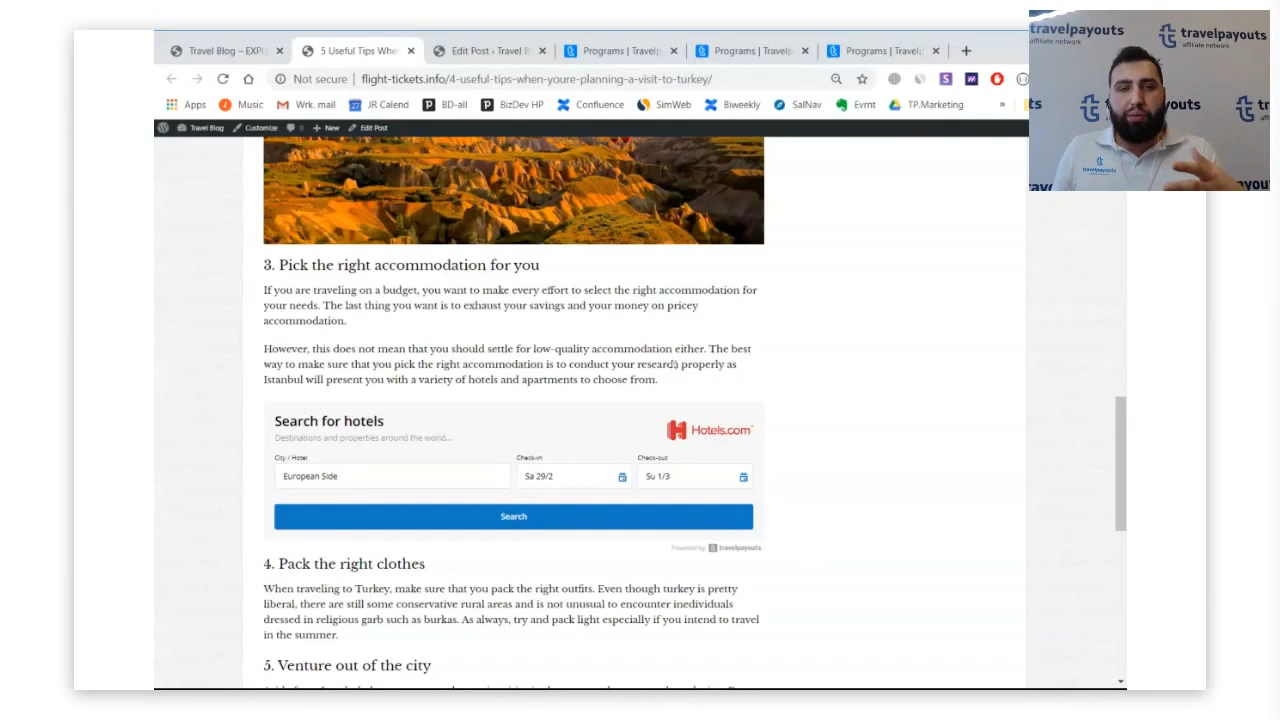 Travel Blog – EXPL
5 Useful Tips Whe
Edit Post ‹ Travel B
Programs | Travelp
Programs | Travelp
Programs | Travelp
Not secure | flight-tickets.info/4-useful-tips-when-youre-planning-a-visit-to-turkey/
Apps Music Wrk. mail JR Calend BD-all BizDev HP Confluence SimWeb Biweekly SalNav Evrnt TP.Marketing »
Travel Blog Customize 0 New Edit Post
travelpayouts
travelpayouts
affiliate network
travelpayouts
3. Pick the right accommodation for you
If you are traveling on a budget, you want to make every effort to select the right accommodation for
your needs. The last thing you want is to exhaust your savings and your money on pricey
accommodation.
However, this does not mean that you should settle for low-quality accommodation either. The best
way to make sure that you pick the right accommodation is to conduct your research properly as
Istanbul will present you with a variety of hotels and apartments to choose from.
Search for hotels
Hotels.com
Destinations and properties around the world...
City / Hotel Check-in Check-out
European Side Sa 29/2 Su 1/3
Search
Powered by travelpayouts
4. Pack the right clothes
When traveling to Turkey, make sure that you pack the right outfits. Even though turkey is pretty
liberal, there are still some conservative rural areas and is not unusual to encounter inedividuals
dressed in religious garb such as burkas. As always, try and pack light especially if you intend to travel
in the summer.
5. Venture out of the city